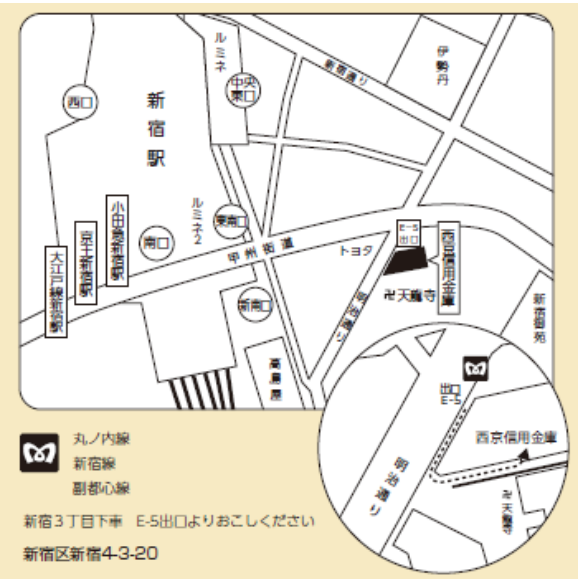 ルミネ
新宿通り
伊勢丹
西口
新宿駅
中央東口
ルミネ2
東南口
小田急新宿駅
京王新宿駅
大江戸線新宿駅
南口
甲州街道
トヨタ
E-5
出口
西京信用金庫
卍天龍寺
明治通り
新南口
高島屋
新宿御苑
出口
E-5
西京信用金庫
明治通り
卍天龍寺
丸ノ内線
新宿線
副都心線
新宿3丁目下車 E-5出口よりおこしください
新宿区新宿4-3-20